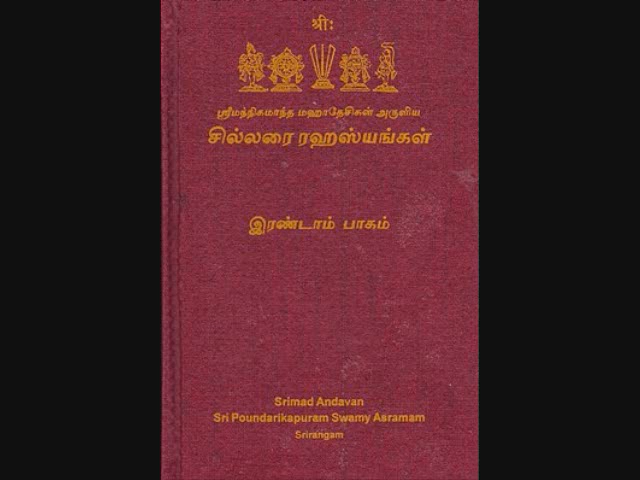 ஸ்ரீ:
ஸ்ரீமந்நிகமாந்த மஹாதேசிகன் அருளிய
சில்லரை ரஹஸ்யங்கள்
இரண்டாம் பாகம்
Srimad Andavan
Sri Poundarikapuram Swamy Asramam
Srirangam